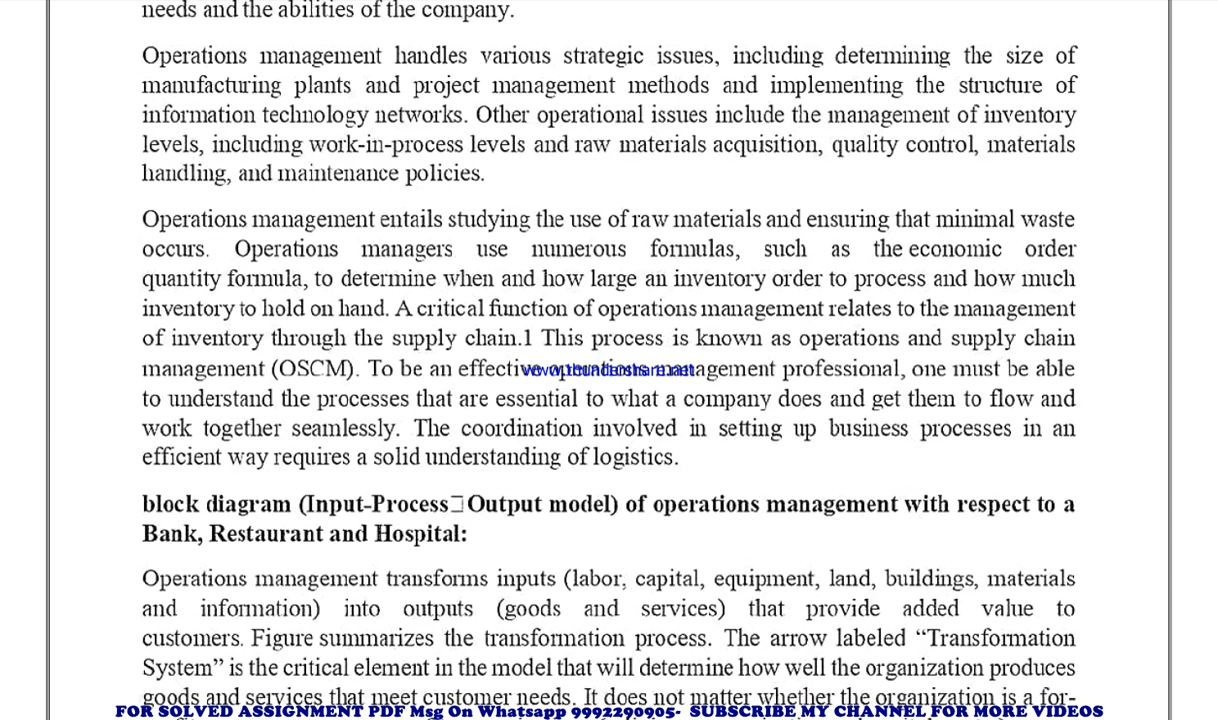 needs and the abilities of the company.
Operations management handles various strategic issues, including determining the size of
manufacturing plants and project management methods and implementing the structure of
information technology networks. Other operational issues include the management of inventory
levels, including work-in-process levels and raw materials acquisition, quality control, materials
handling, and maintenance policies.
Operations management entails studying the use of raw materials and ensuring that minimal waste
occurs. Operations managers use numerous formulas, such as the economic order
quantity formula, to determine when and how large an inventory order to process and how much
inventory to hold on hand. A critical function of operations management relates to the management
of inventory through the supply chain.1 This process is known as operations and supply chain
management (OSCM). To be an effective operations management professional, one must be able
www.thundershare.net
to understand the processes that are essential to what a company does and get them to flow and
work together seamlessly. The coordination involved in setting up business processes in an
efficient way requires a solid understanding of logistics.
block diagram (Input-Process□Output model) of operations management with respect to a
Bank, Restaurant and Hospital:
Operations management transforms inputs (labor, capital, equipment, land, buildings, materials
and information) into outputs (goods and services) that provide added value to
customers. Figure summarizes the transformation process. The arrow labeled “Transformation
System” is the critical element in the model that will determine how well the organization produces
goods and services that meet customer needs. It does not matter whether the organization is a for-
FOR SOLVED ASSIGNMENT PDF Msg On Whatsapp 9992290905- SUBSCRIBE MY CHANNEL FOR MORE VIDEOS